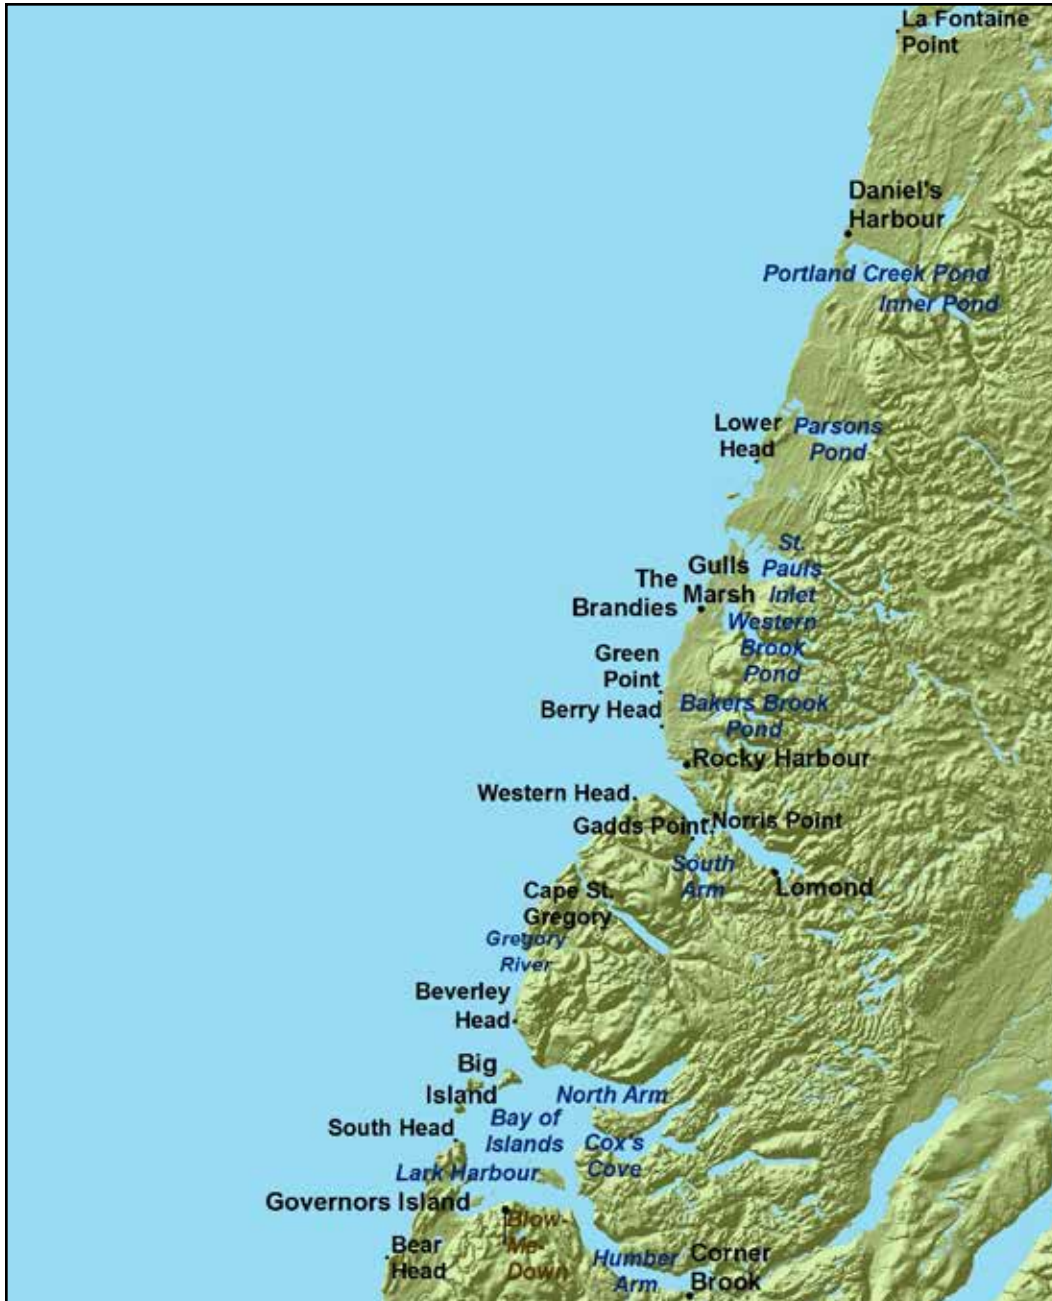 La Fontaine
Point
Daniel's
Harbour
Portland Creek Pond
Inner Pond
Lower
Head
Parsons
Pond
St.
Pauls
Inlet
Gulls
Marsh
The
Brandies
Western
Brook
Pond
Green
Point
Berry Head
Bakers Brook
Pond
Rocky Harbour
Western Head
Gadds Point
Norris Point
South
Arm
Lomond
Cape St.
Gregory
Gregory
River
Beverley
Head
Big
Island
North Arm
Bay of
Islands
South Head
Cox's
Cove
Lark Harbour
Governors Island
Blow-
Me-
Down
Bear
Head
Humber
Arm
Corner
Brook